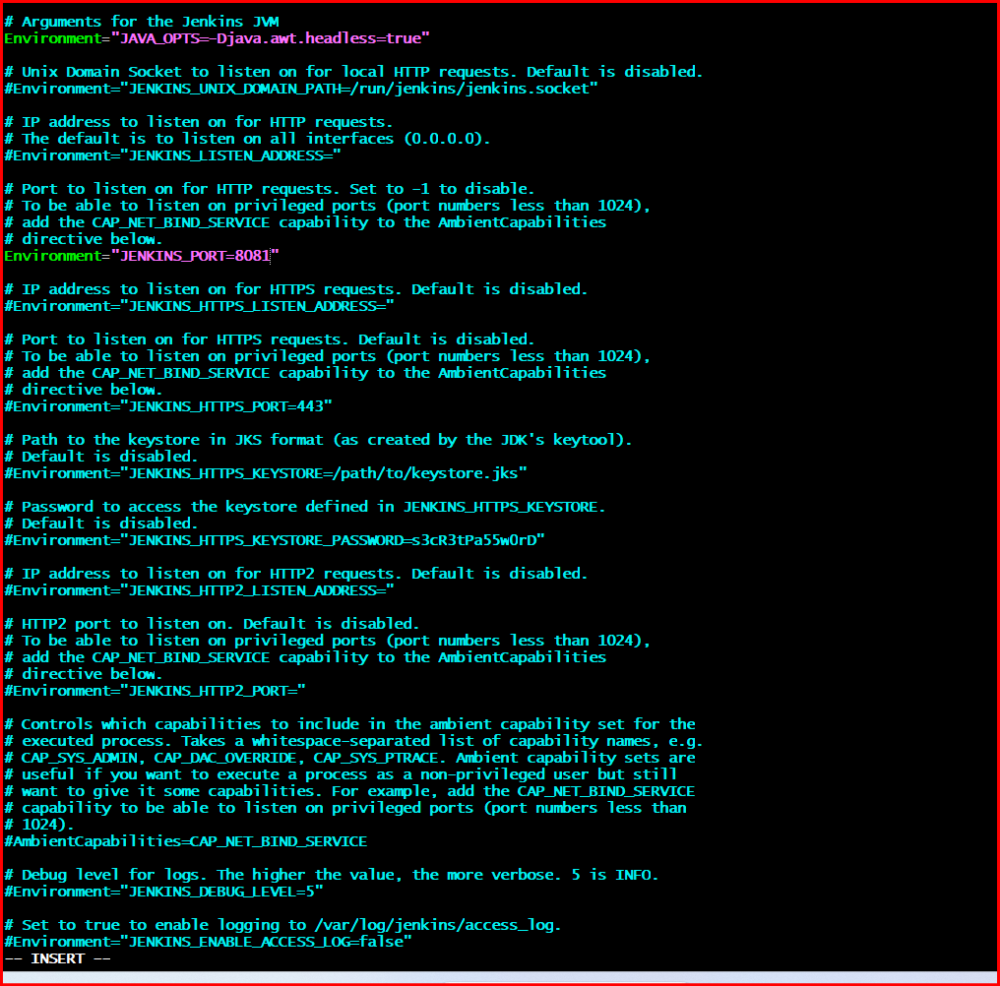 # Arguments for the Jenkins JVM
Environment="JAVA_OPTS=-Djava.awt.headless=true"
# Unix Domain Socket to listen on for local HTTP requests. Default is disabled.
#Environment="JENKINS_UNIX_DOMAIN_PATH=/run/jenkins/jenkins.socket"
# IP address to listen on for HTTP requests.
# The default is to listen on all interfaces (0.0.0.0).
#Environment="JENKINS_LISTEN_ADDRESS="
# Port to listen on for HTTP requests. Set to -1 to disable.
# To be able to listen on privileged ports (port numbers less than 1024),
# add the CAP_NET_BIND_SERVICE capability to the AmbientCapabilities
# directive below.
Environment="JENKINS_PORT=8081"
# IP address to listen on for HTTPS requests. Default is disabled.
#Environment="JENKINS_HTTPS_LISTEN_ADDRESS="
# Port to listen on for HTTPS requests. Default is disabled.
# To be able to listen on privileged ports (port numbers less than 1024),
# add the CAP_NET_BIND_SERVICE capability to the AmbientCapabilities
# directive below.
#Environment="JENKINS_HTTPS_PORT=443"
# Path to the keystore in JKS format (as created by the JDK's keytool).
# Default is disabled.
#Environment="JENKINS_HTTPS_KEYSTORE=/path/to/keystore.jks"
# Password to access the keystore defined in JENKINS_HTTPS_KEYSTORE.
# Default is disabled.
#Environment="JENKINS_HTTPS_KEYSTORE_PASSWORD=s3cR3tPa55w0rD"
# IP address to listen on for HTTP2 requests. Default is disabled.
#Environment="JENKINS_HTTP2_LISTEN_ADDRESS="
# HTTP2 port to listen on. Default is disabled.
# To be able to listen on privileged ports (port numbers less than 1024),
# add the CAP_NET_BIND_SERVICE capability to the AmbientCapabilities
# directive below.
#Environment="JENKINS_HTTP2_PORT="
# Controls which capabilities to include in the ambient capability set for the
# executed process. Takes a whitespace-separated list of capability names, e.g.
# CAP_SYS_ADMIN, CAP_DAC_OVERRIDE, CAP_SYS_PTRACE. Ambient capability sets are
# useful if you want to execute a process as a non-privileged user but still
# want to give it some capabilities. For example, add the CAP_NET_BIND_SERVICE
# capability to be able to listen on privileged ports (port numbers less than
# 1024).
#AmbientCapabilities=CAP_NET_BIND_SERVICE
# Debug level for logs. The higher the value, the more verbose. 5 is INFO.
#Environment="JENKINS_DEBUG_LEVEL=5"
# Set to true to enable logging to /var/log/jenkins/access_log.
#Environment="JENKINS_ENABLE_ACCESS_LOG=false"
-- INSERT --